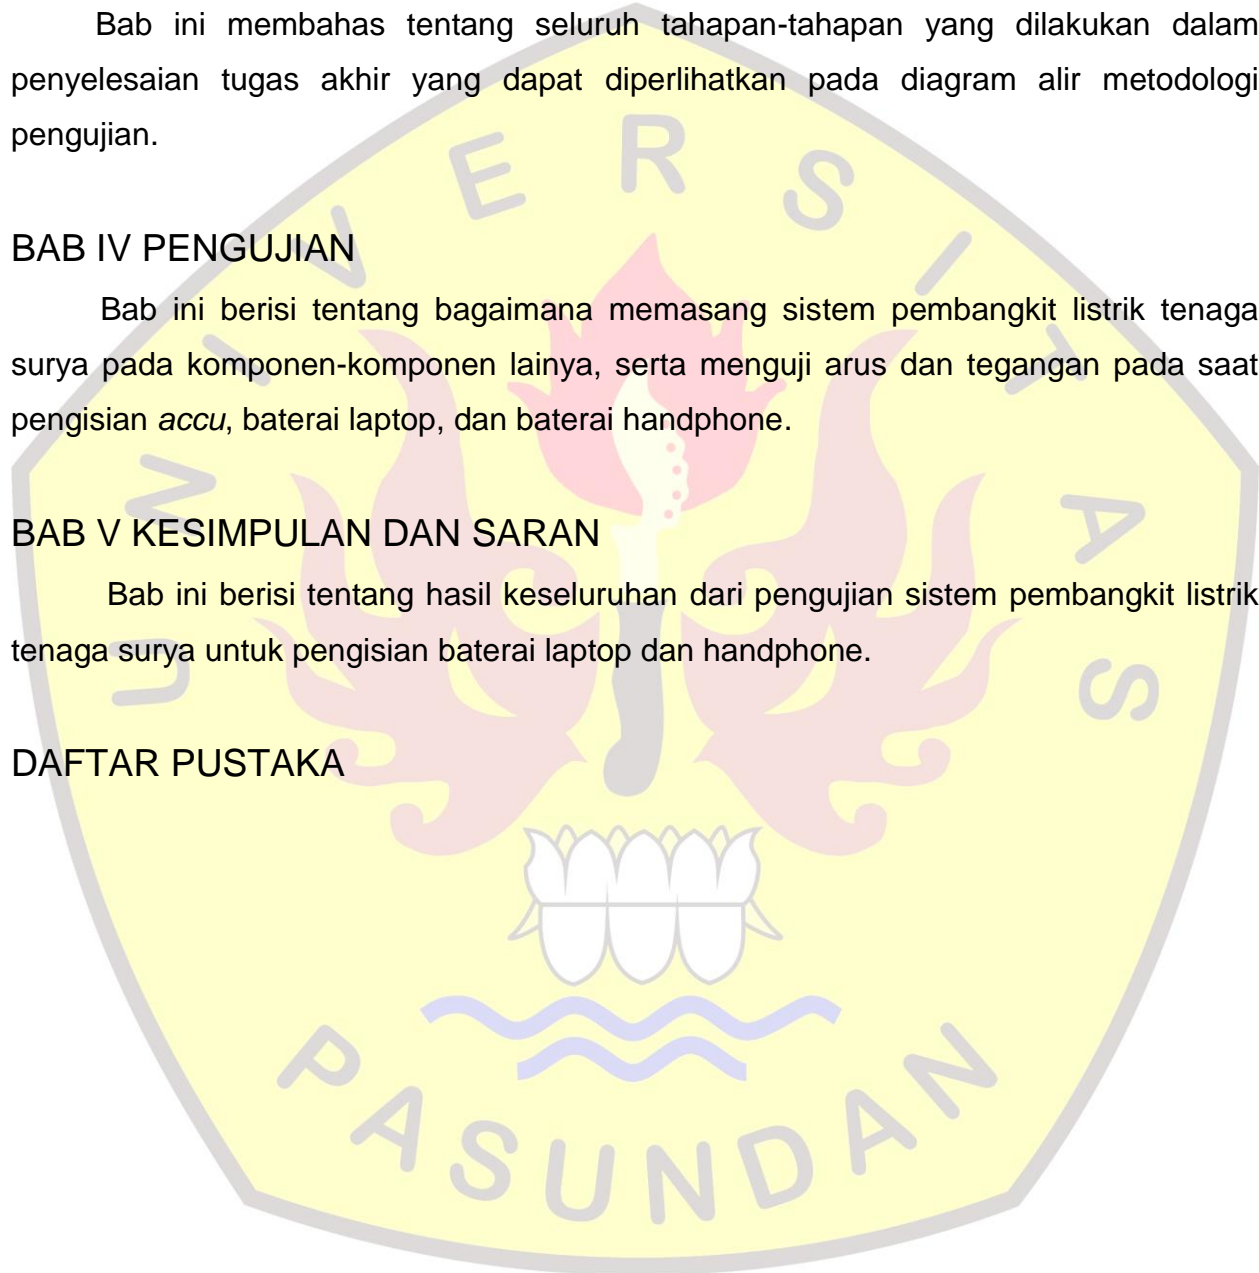 Bab ini membahas tentang seluruh tahapan-tahapan yang dilakukan dalam
penyelesaian tugas akhir yang dapat diperlihatkan pada diagram alir metodologi
pengujian.
BAB IV PENGUJIAN
Bab ini berisi tentang bagaimana memasang sistem pembangkit listrik tenaga
surya pada komponen-komponen lainya, serta menguji arus dan tegangan pada saat
pengisian accu, baterai laptop, dan baterai handphone.
BAB V KESIMPULAN DAN SARAN
Bab ini berisi tentang hasil keseluruhan dari pengujian sistem pembangkit listrik
tenaga surya untuk pengisian baterai laptop dan handphone.
DAFTAR PUSTAKA
UNIVERSITAS
PASUNDAN